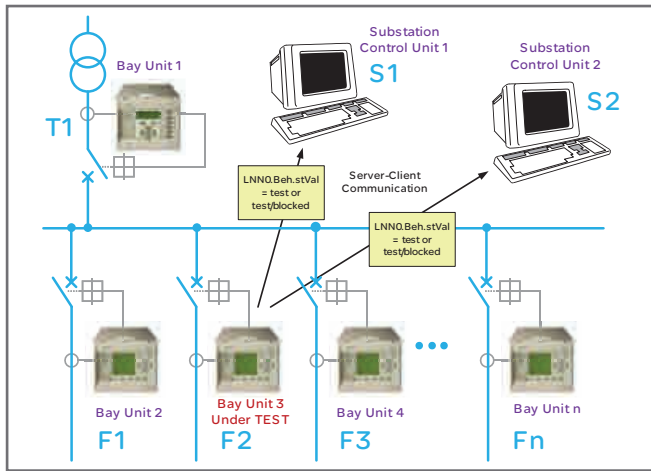 Bay Unit 1
T1
Substation
Control Unit 1
S1
Substation
Control Unit 2
S2
LNN0.Beh.stVal
= test or
test/blocked
Server-Client
Communication
LNN0.Beh.stVal
= test or
test/blocked
Bay Unit 2
F1
Bay Unit 3
Under TEST
F2
Bay Unit 4
F3
Bay Unit n
Fn